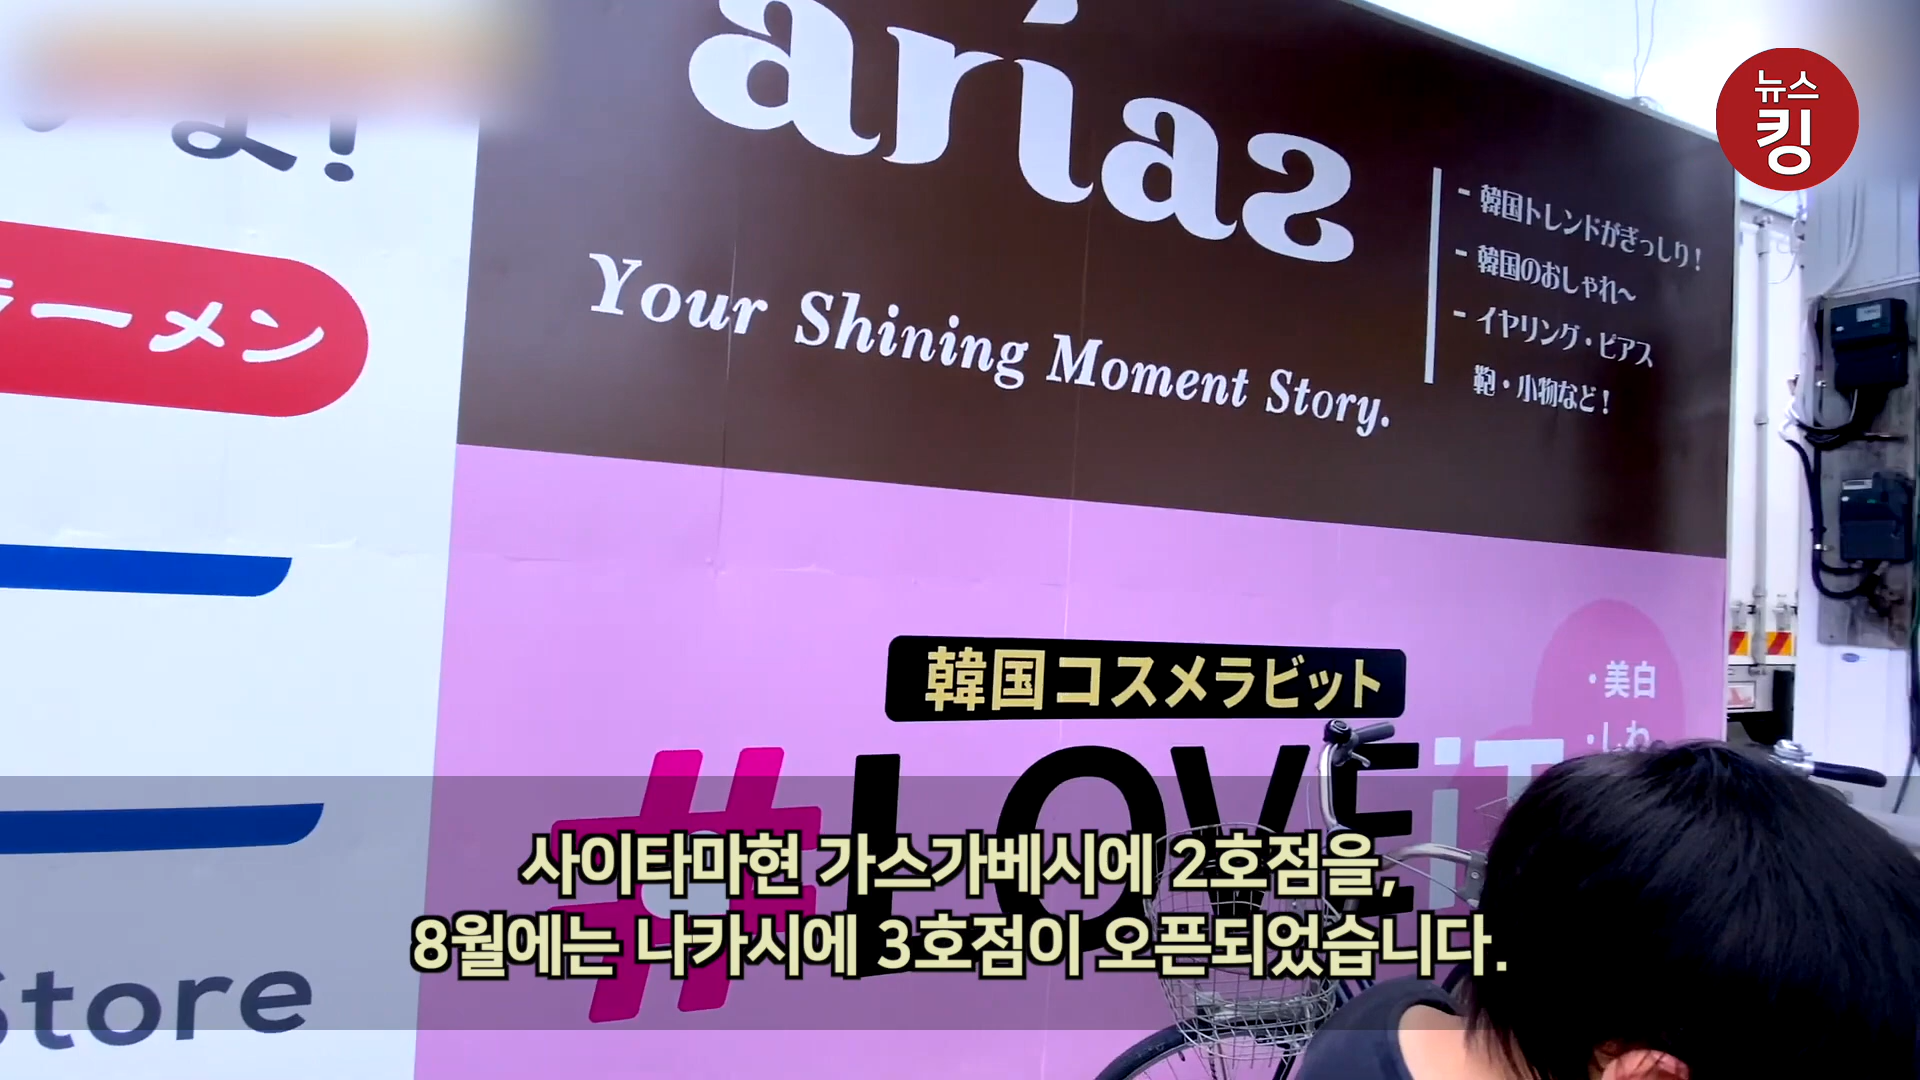 arias
Your Shining Moment Story.
- 韓国トレンドがぎっしり!
- 韓国のおしゃれ~
- イヤリング・ピアス
鞄・小物など!
よ!
ラーメン
韓国コスメラビット
#LOVEiT
・美白
・しわ
Store
뉴스
킹
사이타마현 가스가베시에 2호점을,
8월에는 나카시에 3호점이 오픈되었습니다.